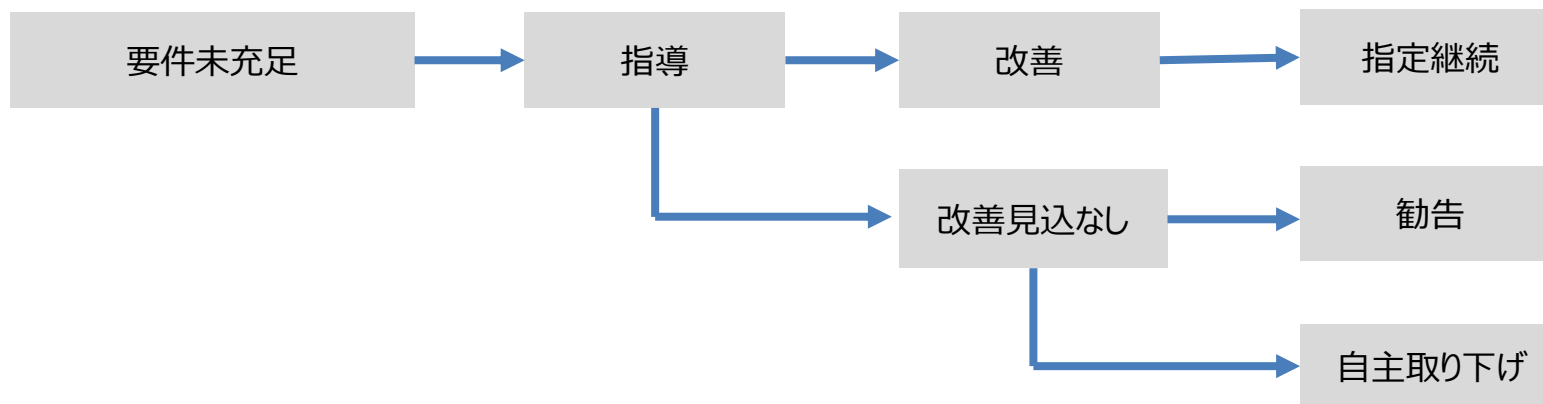 要件未充足
指導
改善
指定継続
改善見込なし
勧告
自主取り下げ